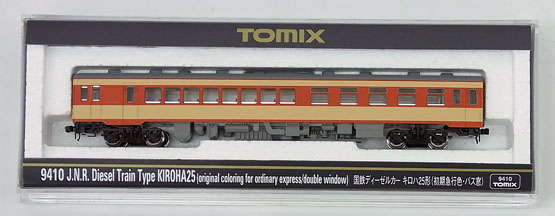 TOMIX
9410 J.N.R. Diesel Train Type KIROHA25 (original coloring for ordinary express/double window) 国鉄ディーゼルカー キロハ25形(初期急行色・バス窓)
9410
TOMIX